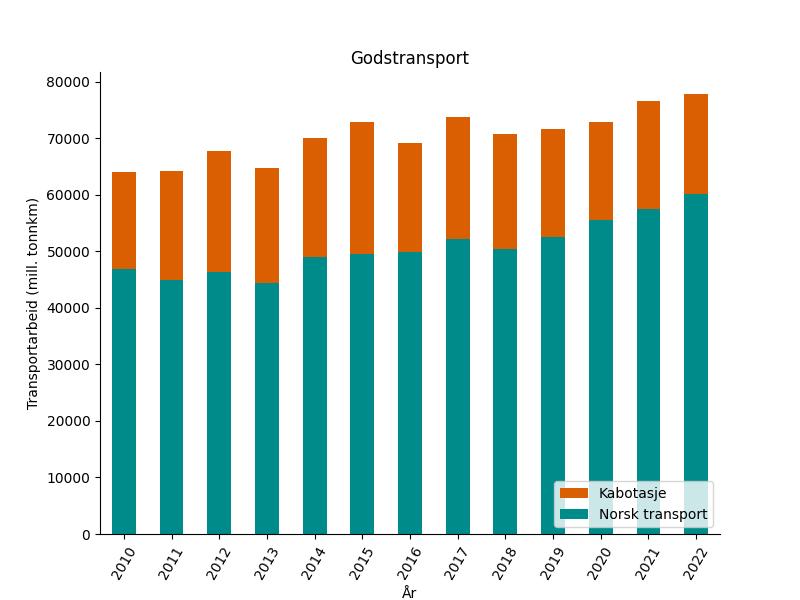 Godstransport
Transportarbeid (mill. tonnkm)
80000
70000
60000
50000
40000
30000
20000
10000
0
Kabotasje
Norsk transport
2010 2011 2012 2013 2014 2015 2016 2017 2018 2019 2020 2021 2022
År